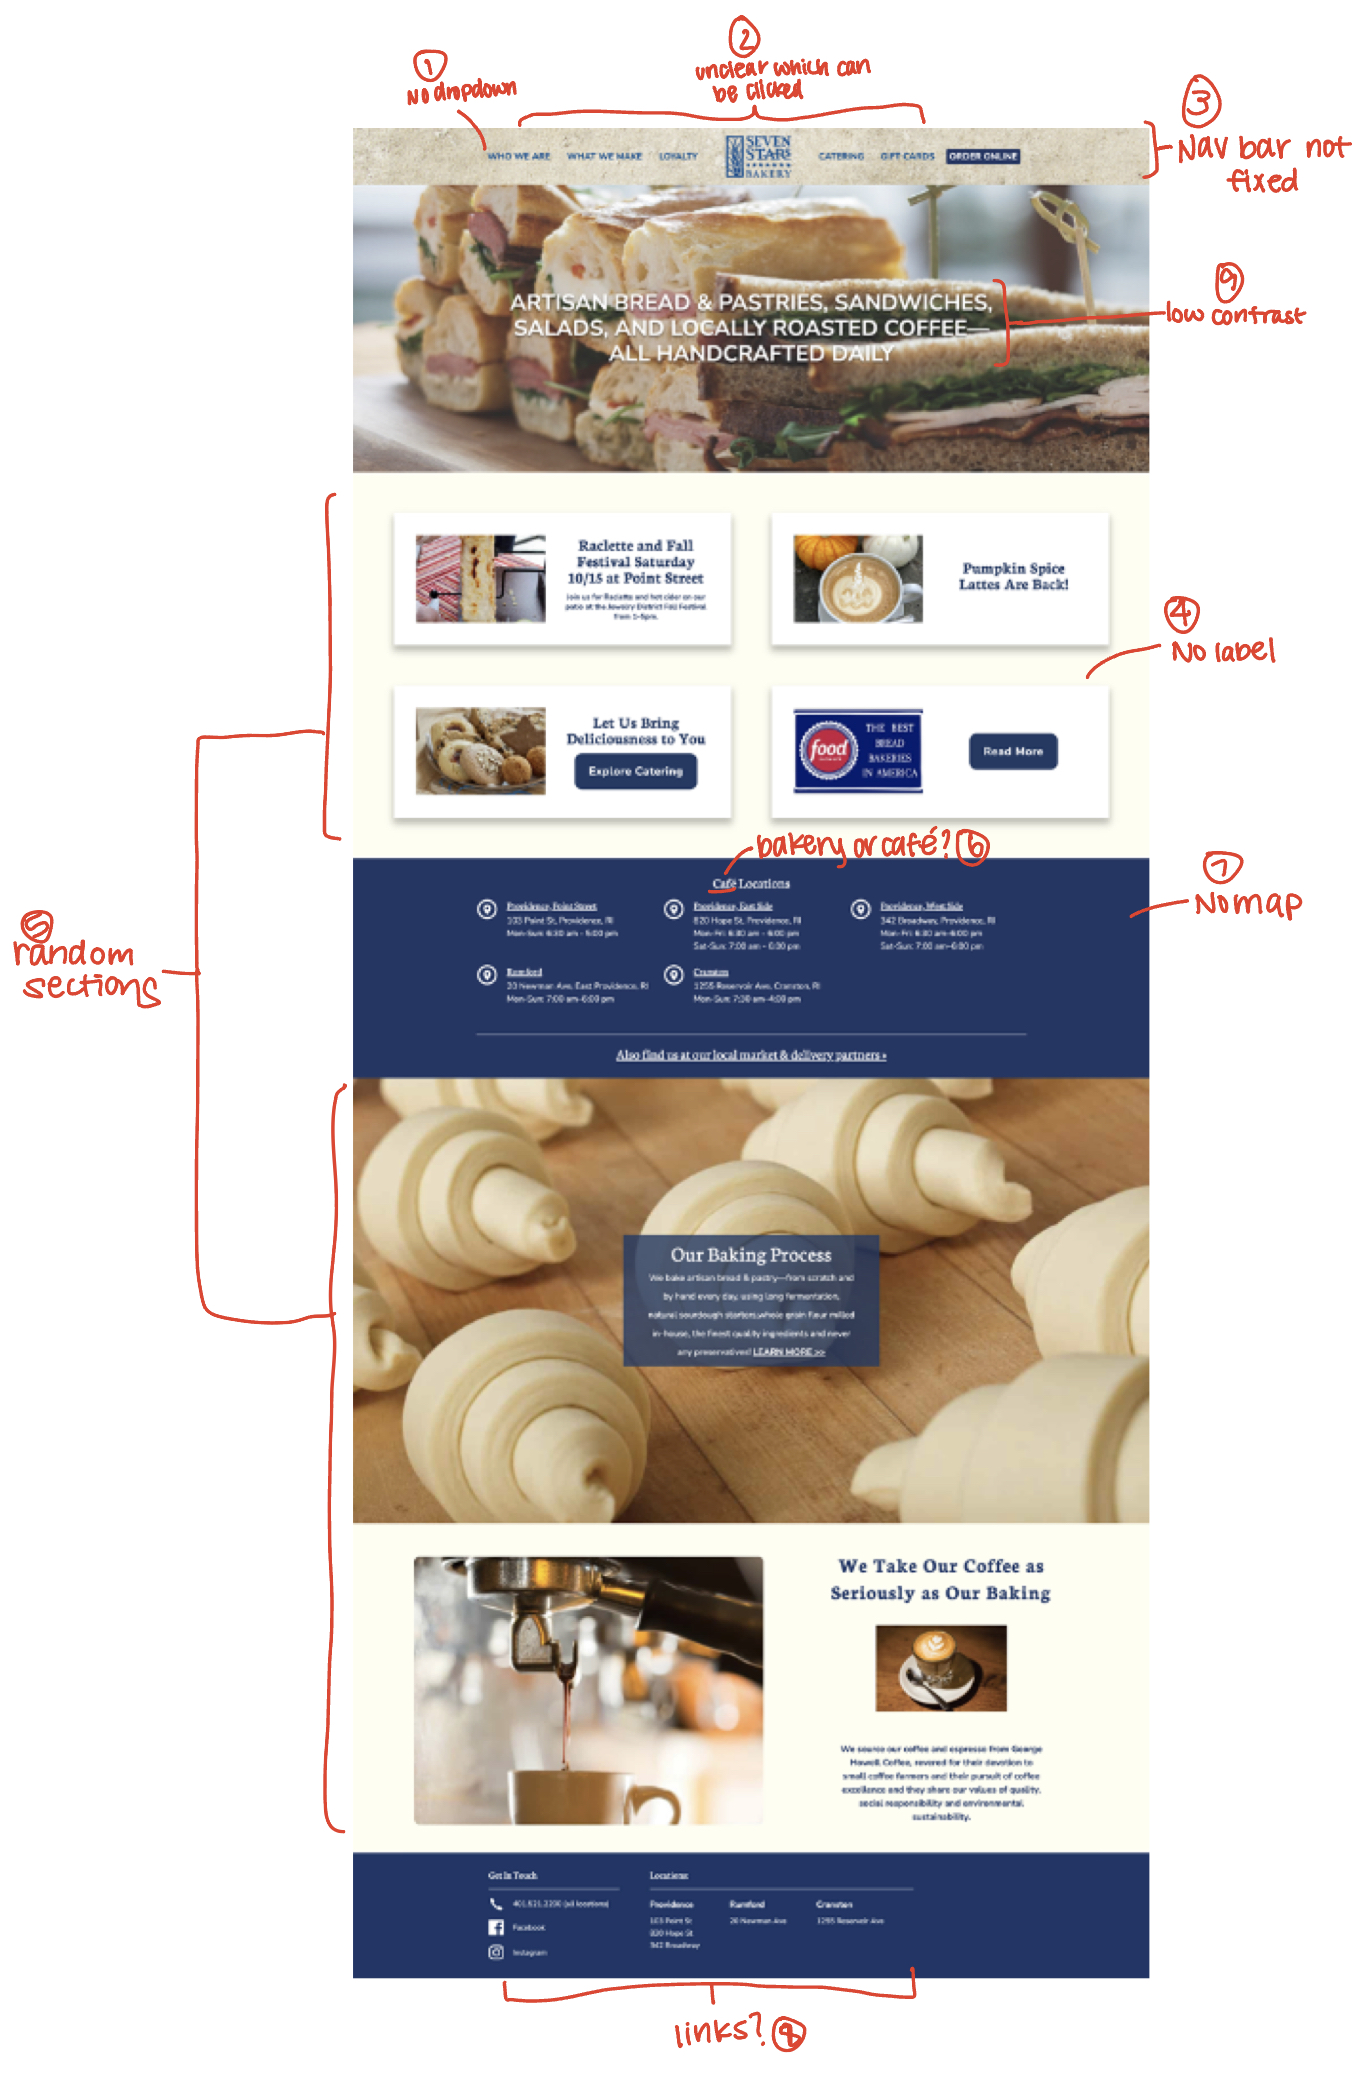 1
No dropdown
2
unclear which can
be clicked
3
Nav bar not
fixed
WHO WE ARE
WHAT WE MAKE
LOYALTY
SEVEN
STARS
BAKERY
CATERING
GIFT CARDS
ORDER ONLINE
ARTISAN BREAD & PASTRIES, SANDWICHES,
SALADS, AND LOCALLY ROASTED COFFEE—
ALL HANDCRAFTED DAILY
9
low contrast
Raclette and Fall
Festival Saturday
10/15 at Point Street
Join us for Raclette and hot cider on our
patio at the Jewelry District Fall Festival
from 1-5pm.
Pumpkin Spice
Lattes Are Back!
4
No label
Let Us Bring
Deliciousness to You
Explore Catering
food
THE BEST
BREAD
BAKERIES
IN AMERICA
Read More
5
random
sections
bakery or café? 6
7
No map
Café Locations
Providence, Point Street
103 Point St, Providence, RI
Mon-Sun: 6:30 am - 5:00 pm
Providence, East Side
820 Hope St, Providence, RI
Mon-Fri: 6:30 am - 6:00 pm
Sat-Sun: 7:00 am - 6:00 pm
Providence, West Side
342 Broadway, Providence, RI
Mon-Fri: 6:30 am-6:00 pm
Sat-Sun: 7:00 am-6:00 pm
Rumford
20 Newman Ave, East Providence, RI
Mon-Sun: 7:00 am-6:00 pm
Cranston
1255 Reservoir Ave, Cranston, RI
Mon-Sun: 7:30 am-4:00 pm
Also find us at our local market & delivery partners »
Our Baking Process
We bake artisan bread & pastry—from scratch and
by hand every day, using long fermentation,
natural sourdough starters,whole grain flour milled
in-house, the finest quality ingredients and never
any preservatives! LEARN MORE >>
We Take Our Coffee as
Seriously as Our Baking
We source our coffee and espresso from George
Howell Coffee, revered for their devotion to
small coffee farmers and their pursuit of coffee
excellence and they share our values of quality,
social responsibility and environmental
sustainability.
Get In Touch
401.521.2200 (all locations)
Facebook
Instagram
Locations
Providence
103 Point St
820 Hope St
342 Broadway
Rumford
20 Newman Ave
Cranston
1255 Reservoir Ave
links? 8